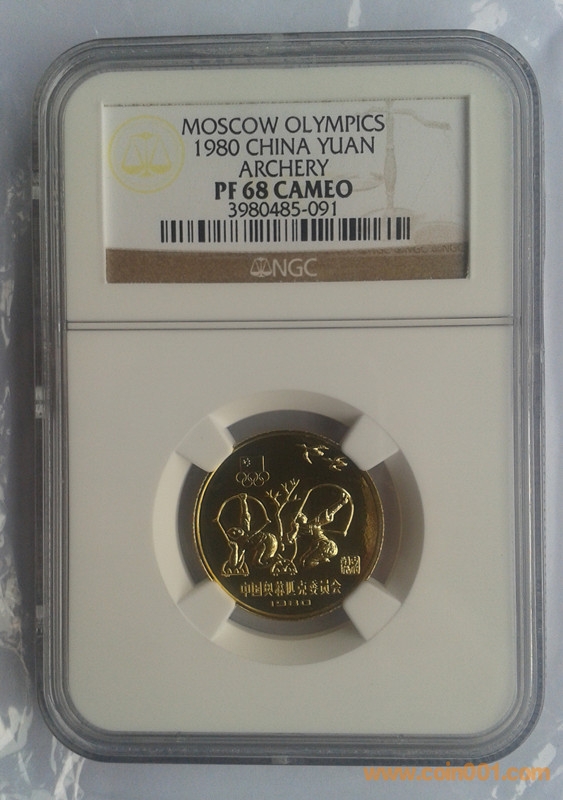 MOSCOW OLYMPICS
1980 CHINA YUAN
ARCHERY
PF 68 CAMEO
3980485-091
NGC
中国奥林匹克委员会
1980
www.coin001.com